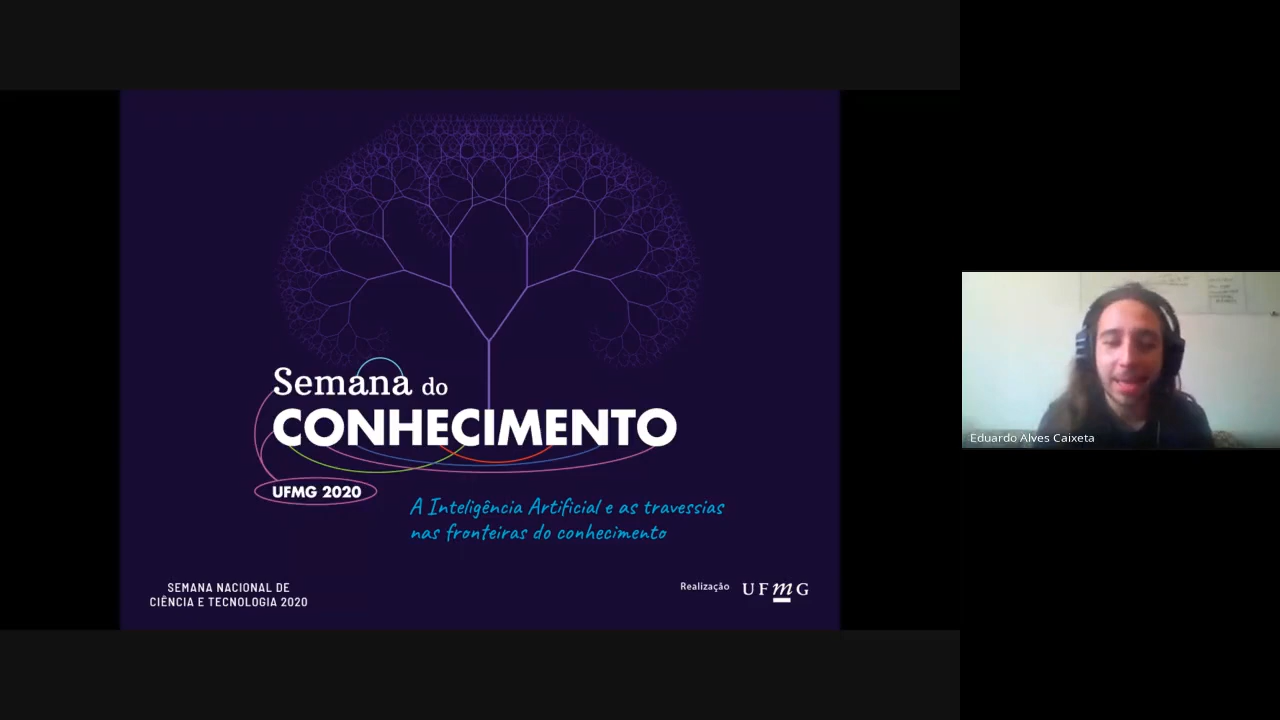 Semana do
CONHECIMENTO
UFMG 2020
A Inteligência Artificial e as travessias
nas fronteiras do conhecimento
SEMANA NACIONAL DE
CIÊNCIA E TECNOLOGIA 2020
Realização
UFmG
Eduardo Alves Caixeta